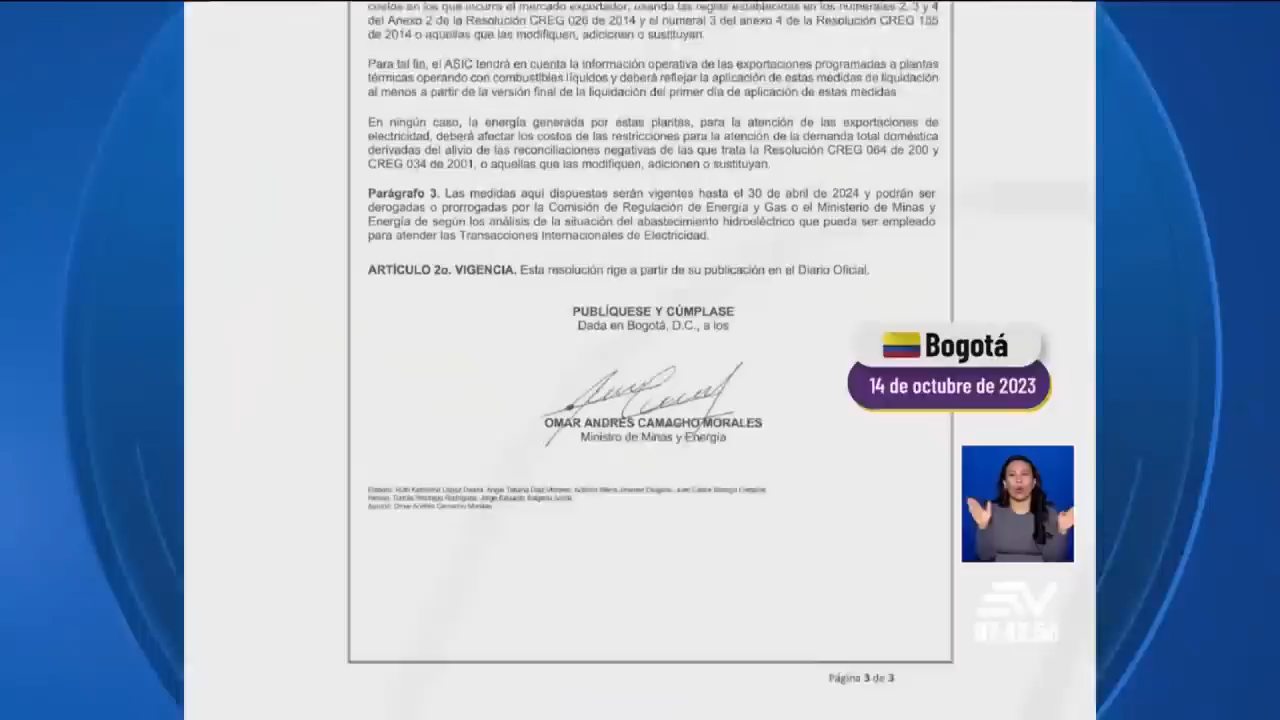 costos en los que incurra el mercado exportador, usando las reglas establecidas en los numerales 2, 3 y 4
del Anexo 2 de la Resolución CREG 026 de 2014 y el numeral 3 del anexo 4 de la Resolución CREG 155
de 2014 o aquellas que las modifiquen, adicionen o sustituyan.
Para tal fin, el ASIC tendrá en cuenta la información operativa de las exportaciones programadas a plantas
térmicas operando con combustibles líquidos y deberá reflejar la aplicación de estas medidas de liquidación
al menos a partir de la versión final de la liquidación del primer día de aplicación de estas medidas
En ningún caso, la energía generada por estas plantas, para la atención de las exportaciones de
electricidad, deberá afectar los costos de las restricciones para la atención de la demanda total doméstica
derivadas del alivio de las reconciliaciones negativas de las que trata la Resolución CREG 064 de 200 y
CREG 034 de 2001, o aquellas que las modifiquen, adicionen o sustituyan.
Parágrafo 3. Las medidas aquí dispuestas serán vigentes hasta el 30 de abril de 2024 y podrán ser
derogadas o prorrogadas por la Comisión de Regulación de Energía y Gas o el Ministerio de Minas y
Energía de según los análisis de la situación del abastecimiento hidroeléctrico que pueda ser empleado
para atender las Transacciones Internacionales de Electricidad.
ARTÍCULO 2o. VIGENCIA. Esta resolución rige a partir de su publicación en el Diario Oficial.
PUBLÍQUESE Y CÚMPLASE
Dada en Bogotá, D.C., a los
OMAR ANDRÉS CAMACHO MORALES
Ministro de Minas y Energía
Omar Andrés Camacho Morales
Página 3 de 3
Bogotá
14 de octubre de 2023